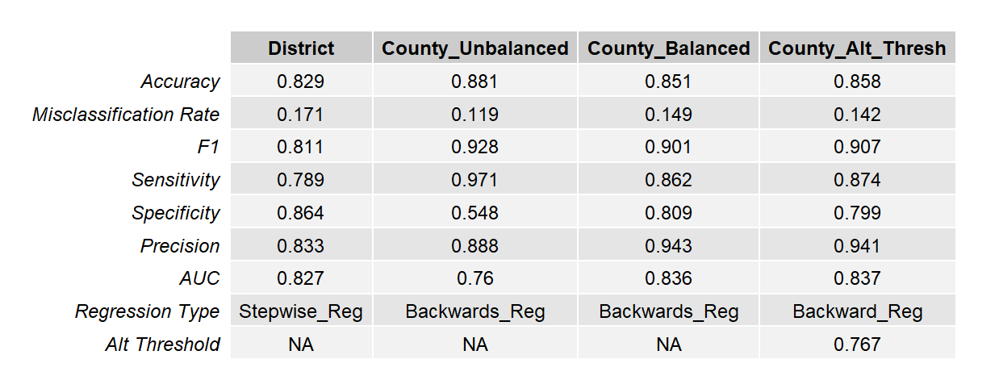 District County_Unbalanced County_Balanced County_Alt_Thresh
Accuracy 0.829 0.881 0.851 0.858
Misclassification Rate 0.171 0.119 0.149 0.142
F1 0.811 0.928 0.901 0.907
Sensitivity 0.789 0.971 0.862 0.874
Specificity 0.864 0.548 0.809 0.799
Precision 0.833 0.888 0.943 0.941
AUC 0.827 0.76 0.836 0.837
Regression Type Stepwise_Reg Backwards_Reg Backwards_Reg Backward_Reg
Alt Threshold NA NA NA 0.767